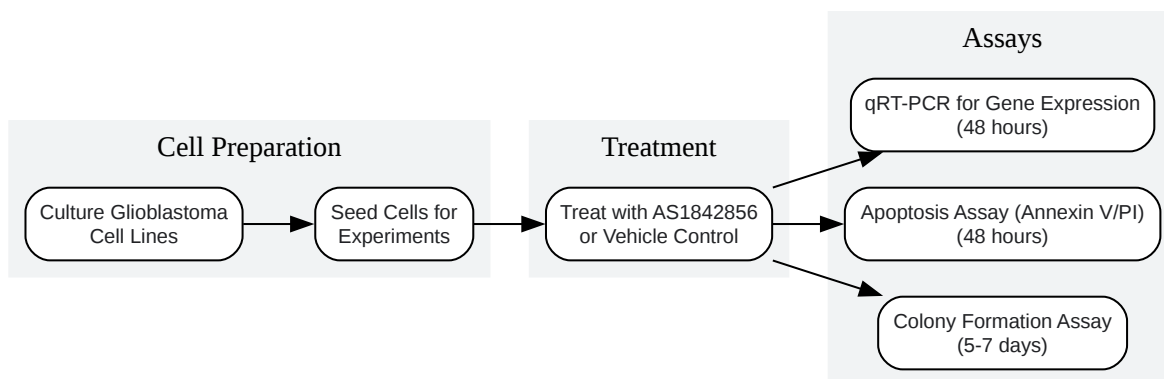 Cell Preparation
Culture Glioblastoma
Cell Lines
Seed Cells for
Experiments
Treatment
Treat with AS1842856
or Vehicle Control
Assays
qRT-PCR for Gene Expression
(48 hours)
Apoptosis Assay (Annexin V/PI)
(48 hours)
Colony Formation Assay
(5-7 days)